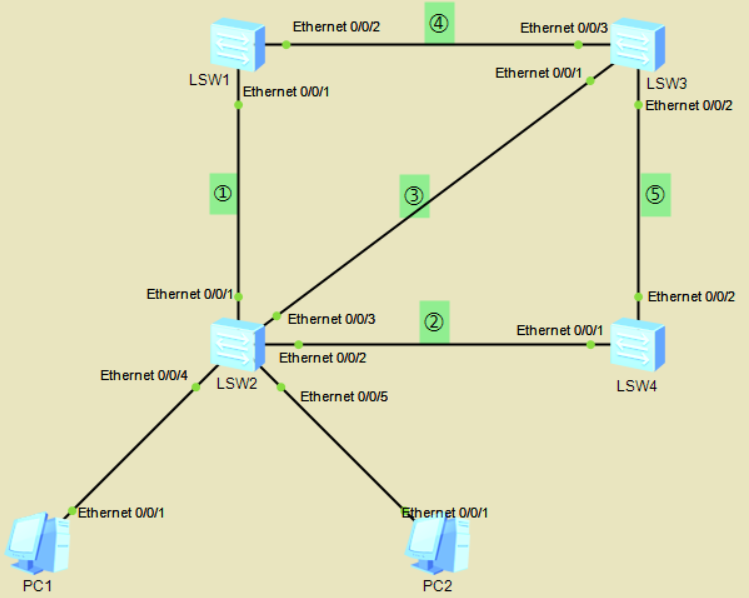 Ethernet 0/0/2
④
Ethernet 0/0/3
LSW1
Ethernet 0/0/1
LSW3
Ethernet 0/0/1
Ethernet 0/0/2
①
③
⑤
Ethernet 0/0/1
Ethernet 0/0/2
Ethernet 0/0/3
②
Ethernet 0/0/1
Ethernet 0/0/2
LSW2
LSW4
Ethernet 0/0/4
Ethernet 0/0/5
Ethernet 0/0/1
Ethernet 0/0/1
PC1
PC2